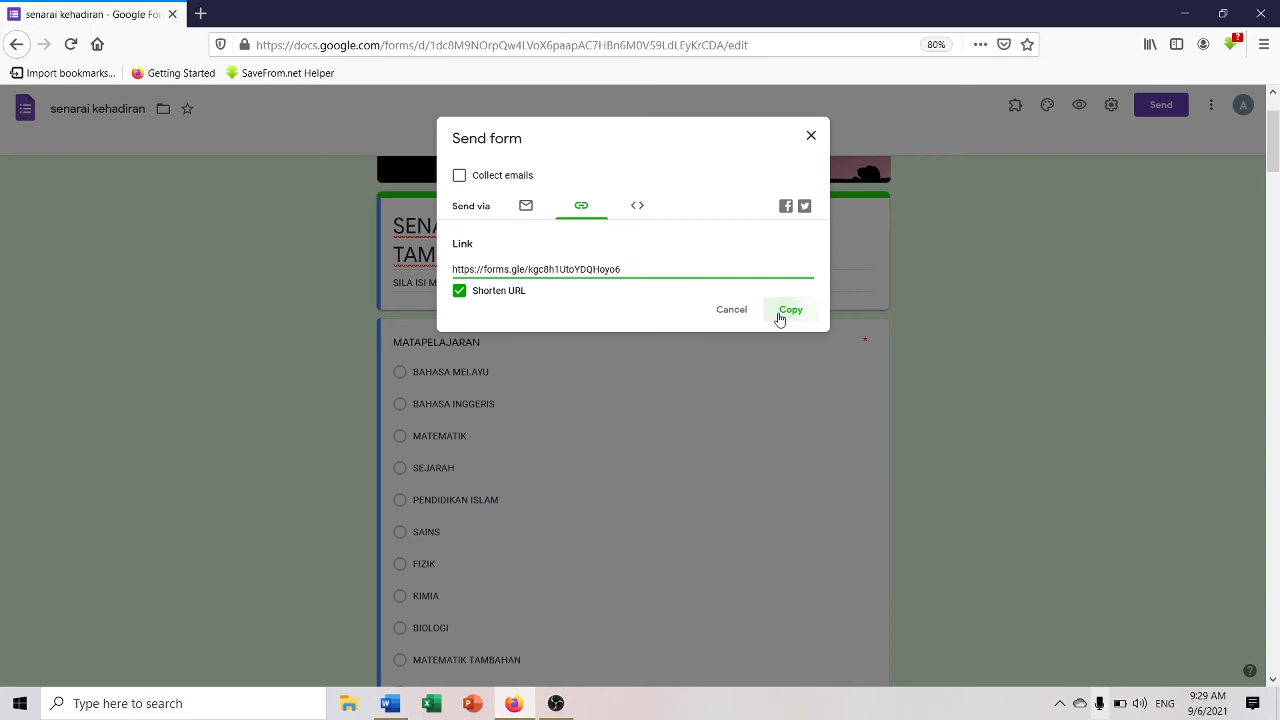 senarai kehadiran - Google For
https://docs.google.com/forms/d/1dc8M9NOrpQw4LVoX6paapAC7HBn6M0V59LdLEyKrCDA/edit
80%
Import bookmarks...
Getting Started
SaveFrom.net Helper
senarai kehadiran
Send
A
Send form
Collect emails
Send via
Link
https://forms.gle/kgc8h1UtoYDQHoyo6
Shorten URL
Cancel
Copy
SENA
TAM
SILA ISI M
MATAPELAJARAN
*
BAHASA MELAYU
BAHASA INGGERIS
MATEMATIK
SEJARAH
PENDIDIKAN ISLAM
SAINS
FIZIK
KIMIA
BIOLOGI
MATEMATIK TAMBAHAN
Type here to search
ENG
9:29 AM
9/6/2021